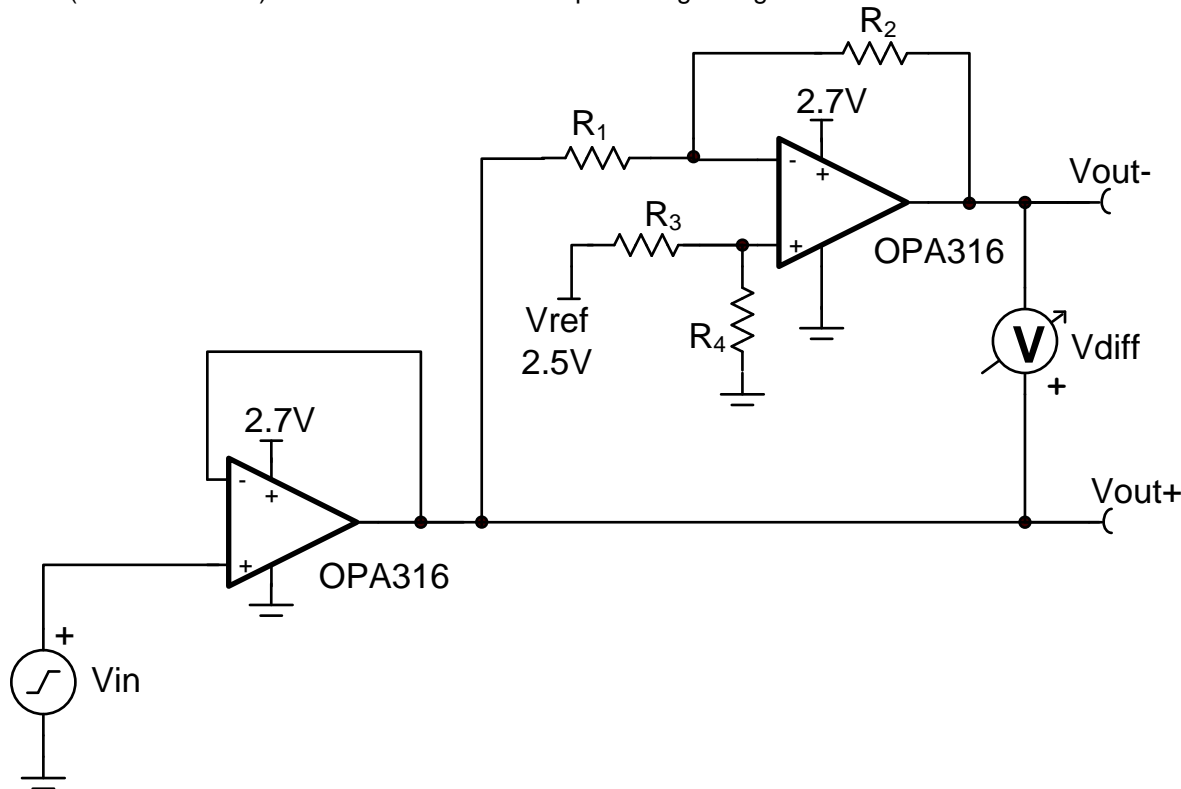 R2
2.7V
R1
-
+
Vout-
R3
+
OPA316
Vref
2.5V
R4
V
Vdiff
+
2.7V
-
+
Vout+
+
OPA316
+
Vin